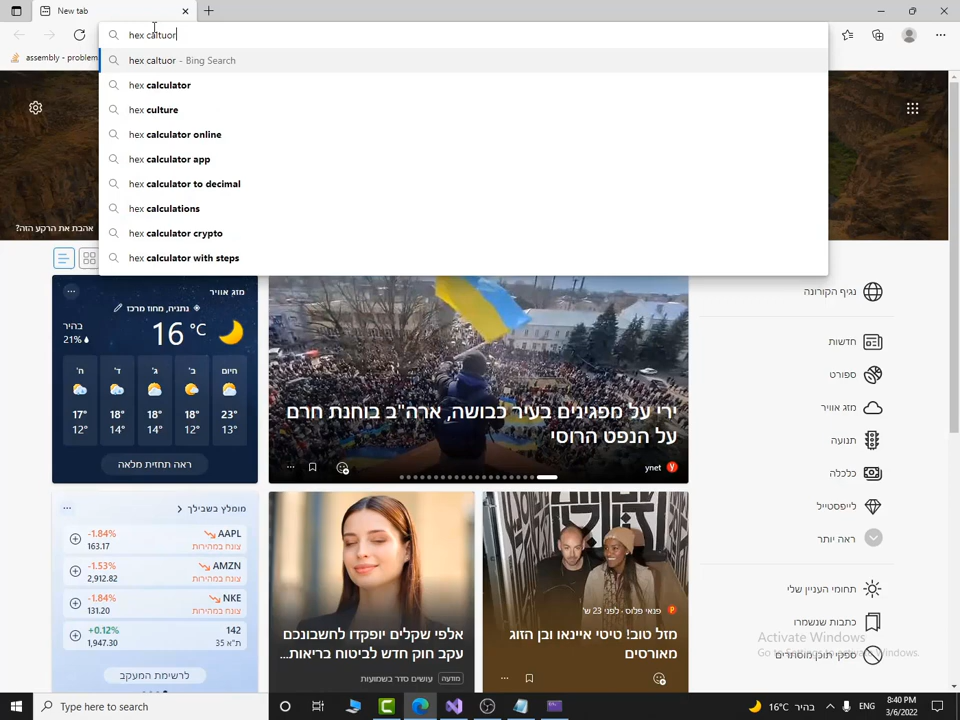 New tab
hex caltuor
assembly - problem
hex caltuor - Bing Search
hex calculator
hex culture
hex calculator online
hex calculator app
hex calculator to decimal
hex calculations
hex calculator crypto
hex calculator with steps
אהבת את הרקע הזה?
מזג אוויר
נתניה, מחוז מרכז
16 °C
בהיר
21%
היום
ב'
ג'
ד'
ה'
23°
18°
18°
18°
17°
13°
12°
14°
12°
14°
ראה תחזית מלאה
ירי על מפגינים בעיר כבושה, ארה"ב בוחנת חרם
על הנפט הרוסי
ynet
נגיף הקורונה
חדשות
ספורט
מזג אוויר
תנועה
כלכלה
לייפסטייל
ראה יותר
תחומי העניין שלי
כתבות שנשמרו
ספקי תוכן מוסתרים
מומלץ בשבילך
AAPL
-1.84%
צונח במהירות
163.17
AMZN
-1.53%
צונח במהירות
2,912.82
NKE
-1.84%
צונח במהירות
131.20
142
+0.12%
ת"א 35
1,947.30
לרשימת המעקב
אלפי שקלים יופקדו לחשבונכם
עקב חוק חדש לביטוח בריאות...
מודעה
עושים סדר בשמועות
פנאי פלוס - לפני 23 ש'
מזל טוב! טיטי איינאו ובן הזוג
מאורסים
Activate Windows
Go to Settings to activate Windows.
Type here to search
16°C בהיר
ENG
8:40 PM
3/6/2022